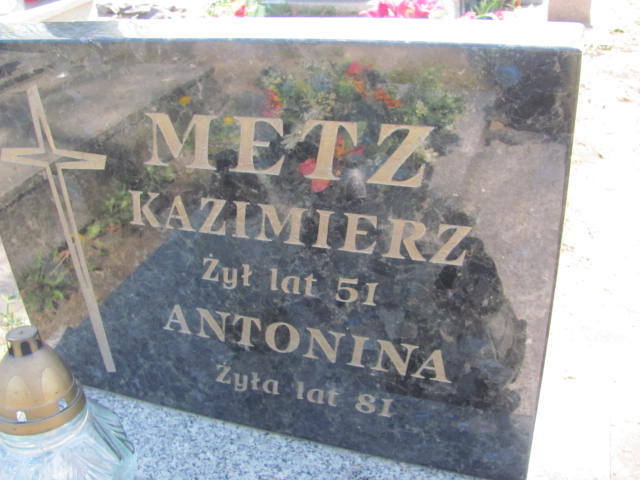 METZ
KAZIMIERZ
Żył lat 51
ANTONINA
Żyła lat 81